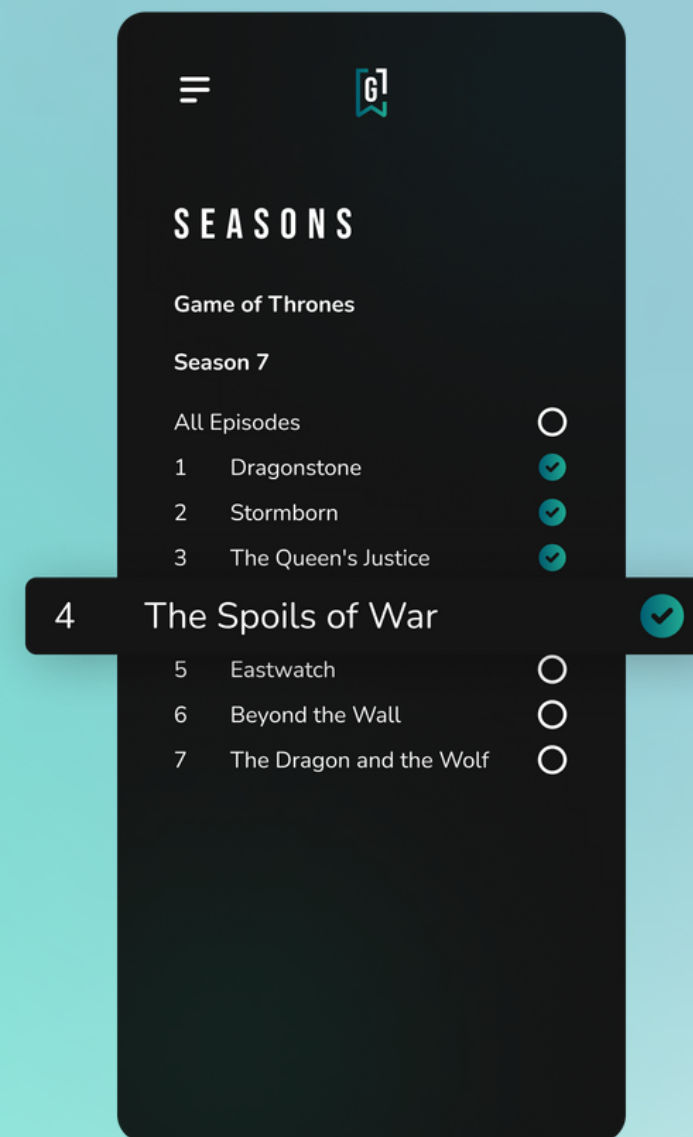 G
SEASONS
Game of Thrones
Season 7
All Episodes
1 Dragonstone
2 Stormborn
3 The Queen's Justice
4 The Spoils of War
5 Eastwatch
6 Beyond the Wall
7 The Dragon and the Wolf